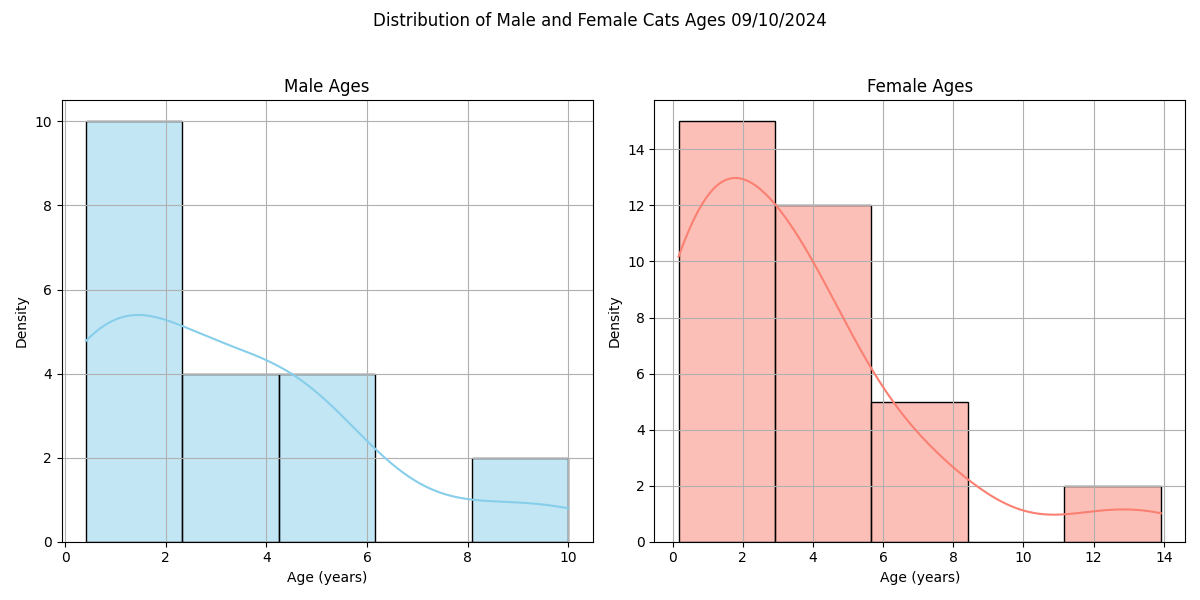 Distribution of Male and Female Cats Ages 09/10/2024
Male Ages
10
8
6
4
2
0
Density
0 2 4 6 8 10
Age (years)
Female Ages
14
12
10
8
6
4
2
0
Density
0 2 4 6 8 10 12 14
Age (years)